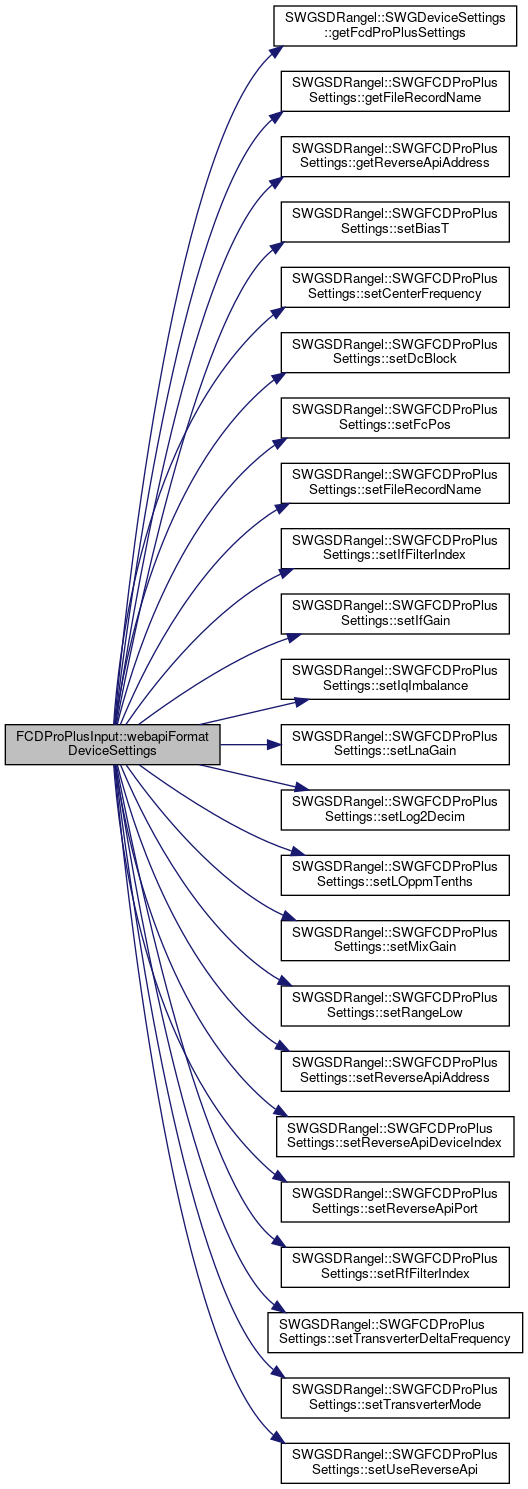 SWGSDRangel::SWGDeviceSettings
::getFcdProPlusSettings
SWGSDRangel::SWGFCDProPlus
Settings::getFileRecordName
SWGSDRangel::SWGFCDProPlus
Settings::getReverseApiAddress
SWGSDRangel::SWGFCDProPlus
Settings::setBiasT
SWGSDRangel::SWGFCDProPlus
Settings::setCenterFrequency
SWGSDRangel::SWGFCDProPlus
Settings::setDcBlock
SWGSDRangel::SWGFCDProPlus
Settings::setFcPos
SWGSDRangel::SWGFCDProPlus
Settings::setFileRecordName
SWGSDRangel::SWGFCDProPlus
Settings::setIfFilterIndex
SWGSDRangel::SWGFCDProPlus
Settings::setIfGain
SWGSDRangel::SWGFCDProPlus
Settings::setIqImbalance
FCDProPlusInput::webapiFormat
DeviceSettings
SWGSDRangel::SWGFCDProPlus
Settings::setLnaGain
SWGSDRangel::SWGFCDProPlus
Settings::setLog2Decim
SWGSDRangel::SWGFCDProPlus
Settings::setLOppmTenths
SWGSDRangel::SWGFCDProPlus
Settings::setMixGain
SWGSDRangel::SWGFCDProPlus
Settings::setRangeLow
SWGSDRangel::SWGFCDProPlus
Settings::setReverseApiAddress
SWGSDRangel::SWGFCDProPlus
Settings::setReverseApiDeviceIndex
SWGSDRangel::SWGFCDProPlus
Settings::setReverseApiPort
SWGSDRangel::SWGFCDProPlus
Settings::setRfFilterIndex
SWGSDRangel::SWGFCDProPlus
Settings::setTransverterDeltaFrequency
SWGSDRangel::SWGFCDProPlus
Settings::setTransverterMode
SWGSDRangel::SWGFCDProPlus
Settings::setUseReverseApi